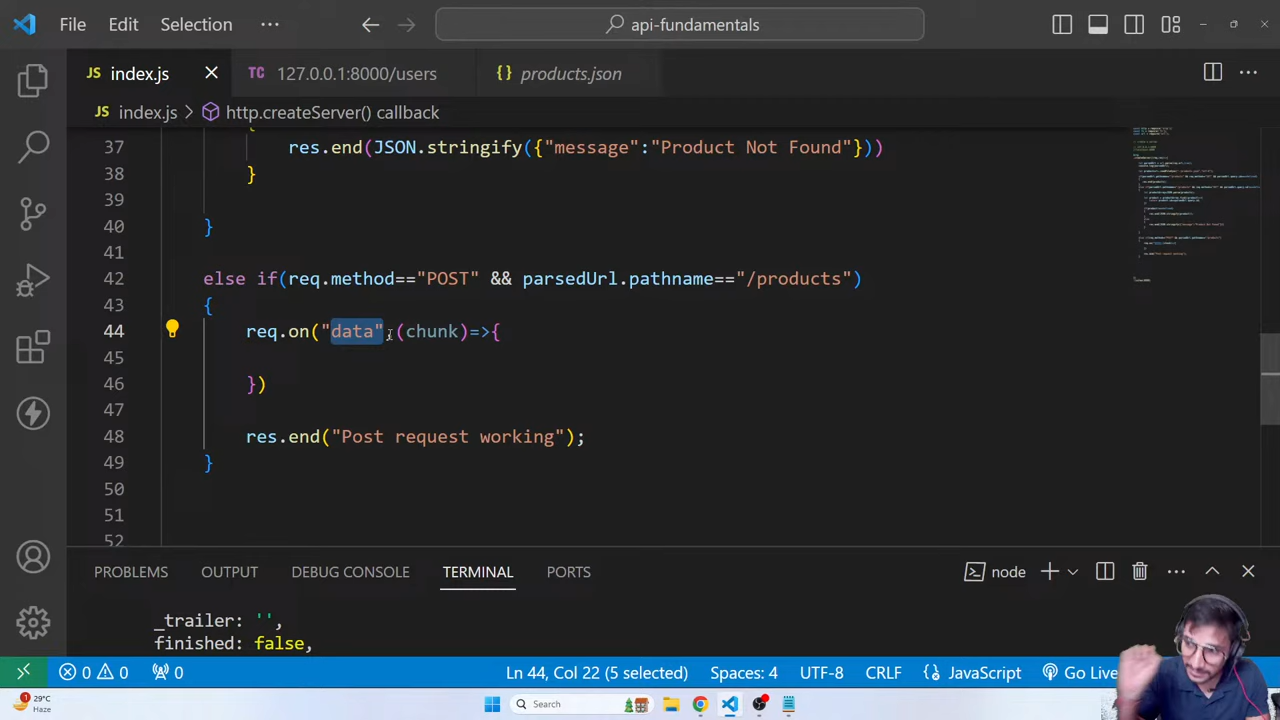 File Edit Selection ··· api-fundamentals
JS index.js TC 127.0.0.1:8000/users {} products.json ···
JS index.js > http.createServer() callback
{
37 res.end(JSON.stringify({"message":"Product Not Found"}))
38 }
39
40 }
41
42 else if(req.method=="POST" && parsedUrl.pathname=="/products")
43 {
44 req.on("data",(chunk)=>{
45
46 })
47
48 res.end("Post request working");
49 }
50
51
52
PROBLEMS OUTPUT DEBUG CONSOLE TERMINAL PORTS node ···
_trailer: '',
finished: false,
0 0 0 Ln 44, Col 22 (5 selected) Spaces: 4 UTF-8 CRLF {} JavaScript Go Live
29°C
Haze
Search